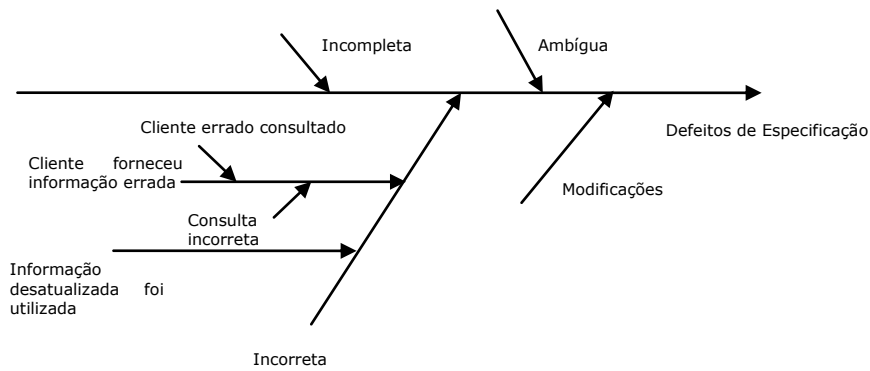 Incompleta
Ambígua
Cliente errado consultado
Defeitos de Especificação
Cliente forneceu
informação errada
Modificações
Consulta
incorreta
Informação
desatualizada foi
utilizada
Incorreta